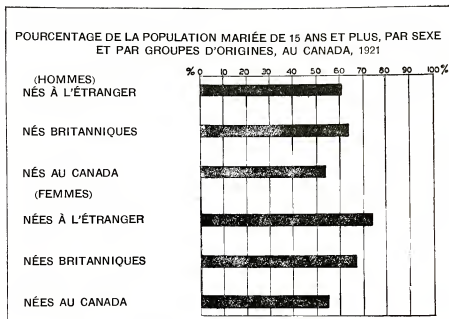 POURCENTAGE DE LA POPULATION MARIÉE DE 15 ANS ET PLUS, PAR SEXE
ET PAR GROUPES D'ORIGINES, AU CANADA, 1921
% 0 10 20 30 40 50 60 70 80 90 100%
(HOMMES)
NÉS À L'ÉTRANGER
NÉS BRITANNIQUES
NÉS AU CANADA
(FEMMES)
NÉES À L'ÉTRANGER
NÉES BRITANNIQUES
NÉES AU CANADA